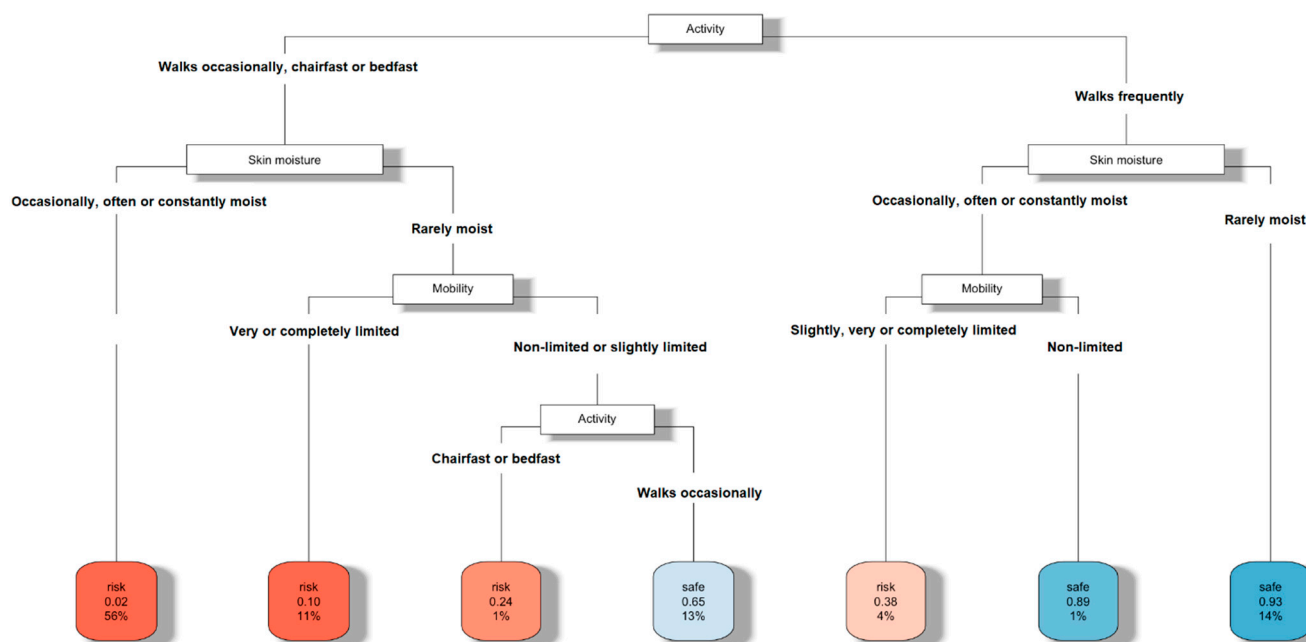 Activity
Walks occasionally, chairfast or bedfast
Walks frequently
Skin moisture
Skin moisture
Occasionally, often or constantly moist
Occasionally, often or constantly moist
Rarely moist
Rarely moist
Mobility
Mobility
Very or completely limited
Slightly, very or completely limited
Non-limited or slightly limited
Non-limited
Activity
Chairfast or bedfast
Walks occasionally
risk
0.02
56%
risk
0.10
11%
risk
0.24
1%
safe
0.65
13%
risk
0.38
4%
safe
0.89
1%
safe
0.93
14%